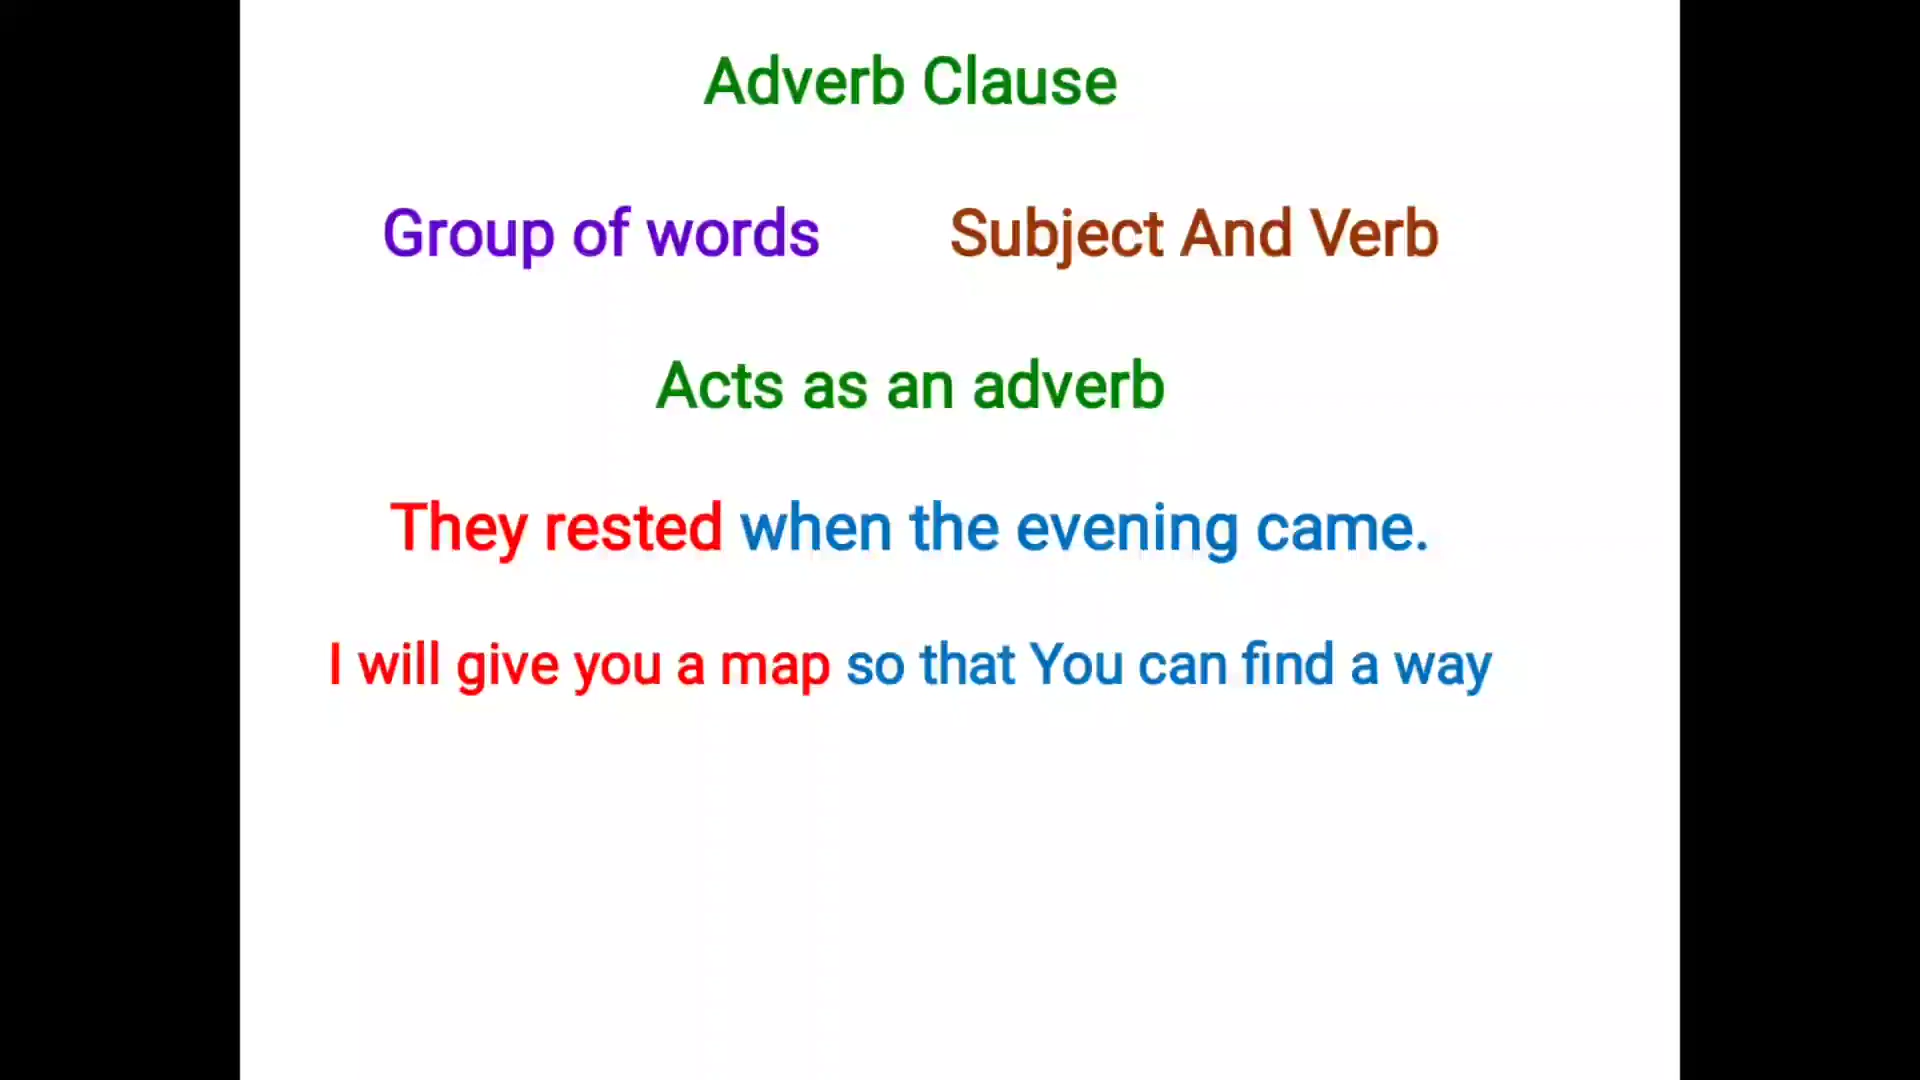 Adverb Clause
Group of words Subject And Verb
Acts as an adverb
They rested when the evening came.
I will give you a map so that You can find a way